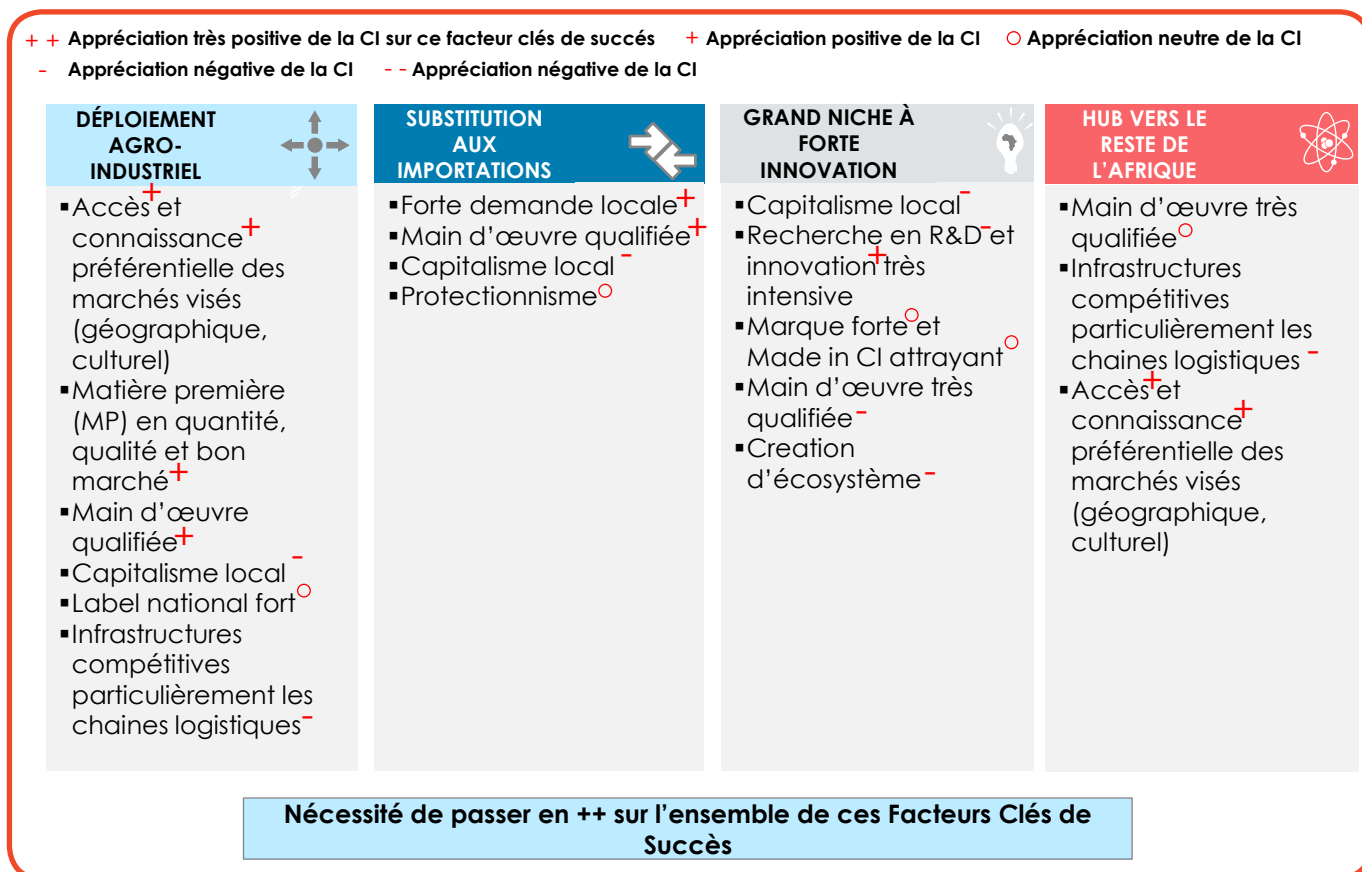 + + Appréciation très positive de la CI sur ce facteur clés de succés + Appréciation positive de la CI ○ Appréciation neutre de la CI
- Appréciation négative de la CI - - Appréciation négative de la CI
DÉPLOIEMENT
AGRO-
INDUSTRIEL
▪Accès+ et
connaissance+
préférentielle des
marchés visés
(géographique,
culturel)
▪Matière première
(MP) en quantité,
qualité et bon
marché+
▪Main d'œuvre
qualifiée+
▪Capitalisme local -
▪Label national fort○
▪Infrastructures
compétitives
particulièrement les
chaines logistiques-
SUBSTITUTION
AUX
IMPORTATIONS
▪Forte demande locale+
▪Main d'œuvre qualifiée+
▪Capitalisme local -
▪Protectionnisme○
GRAND NICHE À
FORTE
INNOVATION
▪Capitalisme local-
▪Recherche en R&D- et
innovation+ très
intensive
▪Marque forte○ et
Made in CI attrayant○
▪Main d'œuvre très
qualifiée-
▪Creation
d'écosystème-
HUB VERS LE
RESTE DE
L'AFRIQUE
▪Main d'œuvre très
qualifiée○
▪Infrastructures
compétitives
particulièrement les
chaines logistiques -
▪Accès+ et
connaissance+
préférentielle des
marchés visés
(géographique,
culturel)
Nécessité de passer en ++ sur l'ensemble de ces Facteurs Clés de
Succès